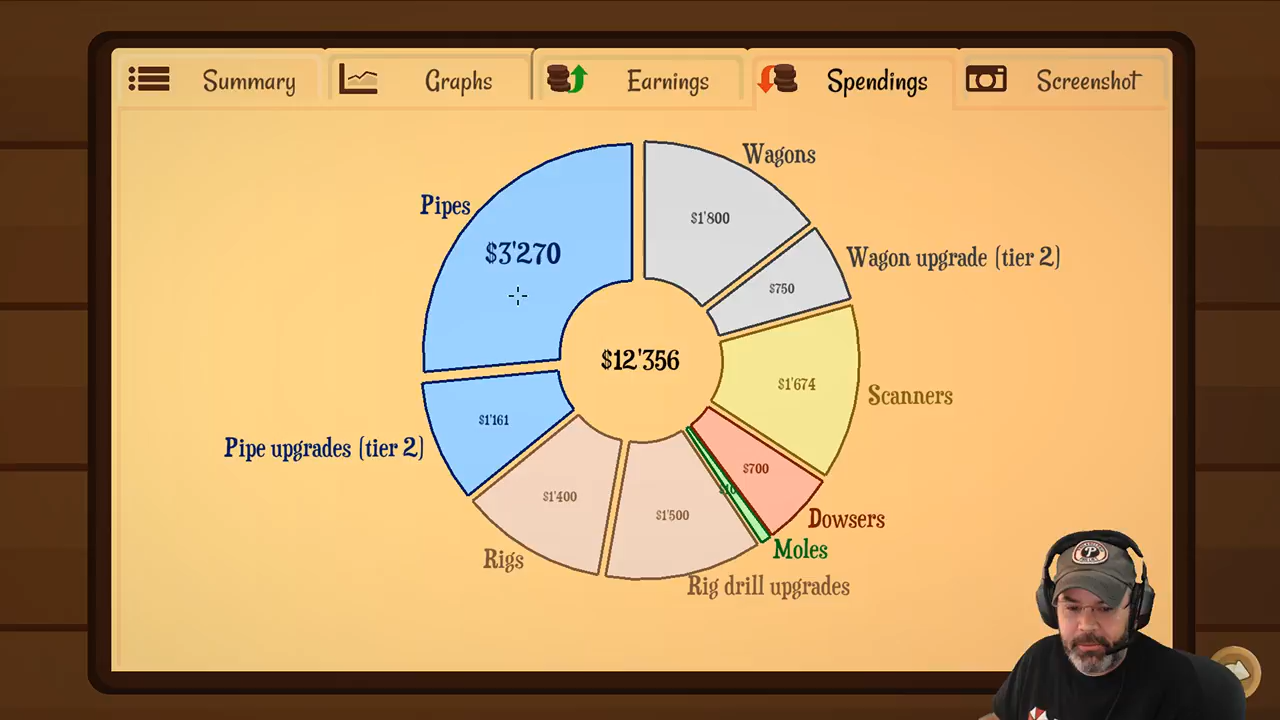 Summary
Graphs
Earnings
Spendings
Screenshot
Wagons
Pipes
$1'800
$3'270
Wagon upgrade (tier 2)
$750
$12'356
$1'674
Scanners
$1'161
Pipe upgrades (tier 2)
$700
$1'400
$1'500
Dowsers
Moles
Rigs
Rig drill upgrades